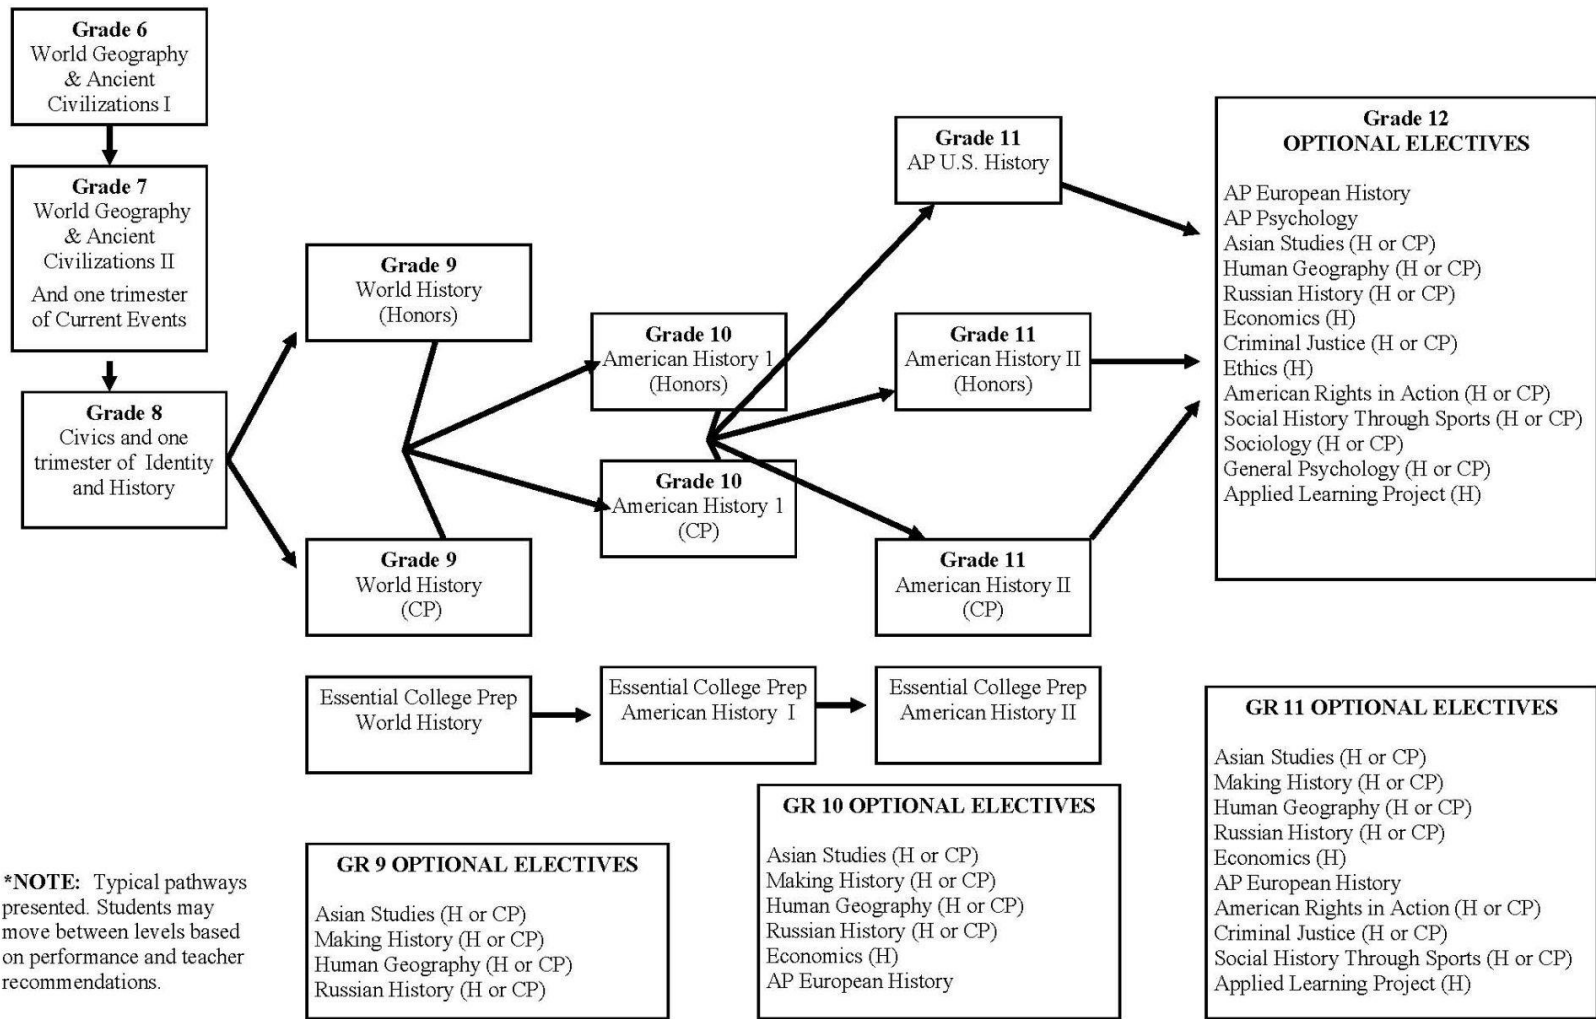 Grade 6
World Geography
& Ancient
Civilizations I
Grade 7
World Geography
& Ancient
Civilizations II
And one trimester
of Current Events
Grade 8
Civics and one
trimester of Identity
and History
Grade 9
World History
(Honors)
Grade 9
World History
(CP)
Grade 10
American History 1
(Honors)
Grade 10
American History 1
(CP)
Grade 11
AP U.S. History
Grade 11
American History II
(Honors)
Grade 11
American History II
(CP)
Grade 12
OPTIONAL ELECTIVES
AP European History
AP Psychology
Asian Studies (H or CP)
Human Geography (H or CP)
Russian History (H or CP)
Economics (H)
Criminal Justice (H or CP)
Ethics (H)
American Rights in Action (H or CP)
Social History Through Sports (H or CP)
Sociology (H or CP)
General Psychology (H or CP)
Applied Learning Project (H)
Essential College Prep
World History
Essential College Prep
American History I
Essential College Prep
American History II
*NOTE: Typical pathways
presented. Students may
move between levels based
on performance and teacher
recommendations.
GR 9 OPTIONAL ELECTIVES
Asian Studies (H or CP)
Making History (H or CP)
Human Geography (H or CP)
Russian History (H or CP)
GR 10 OPTIONAL ELECTIVES
Asian Studies (H or CP)
Making History (H or CP)
Human Geography (H or CP)
Russian History (H or CP)
Economics (H)
AP European History
GR 11 OPTIONAL ELECTIVES
Asian Studies (H or CP)
Making History (H or CP)
Human Geography (H or CP)
Russian History (H or CP)
Economics (H)
AP European History
American Rights in Action (H or CP)
Criminal Justice (H or CP)
Social History Through Sports (H or CP)
Applied Learning Project (H)